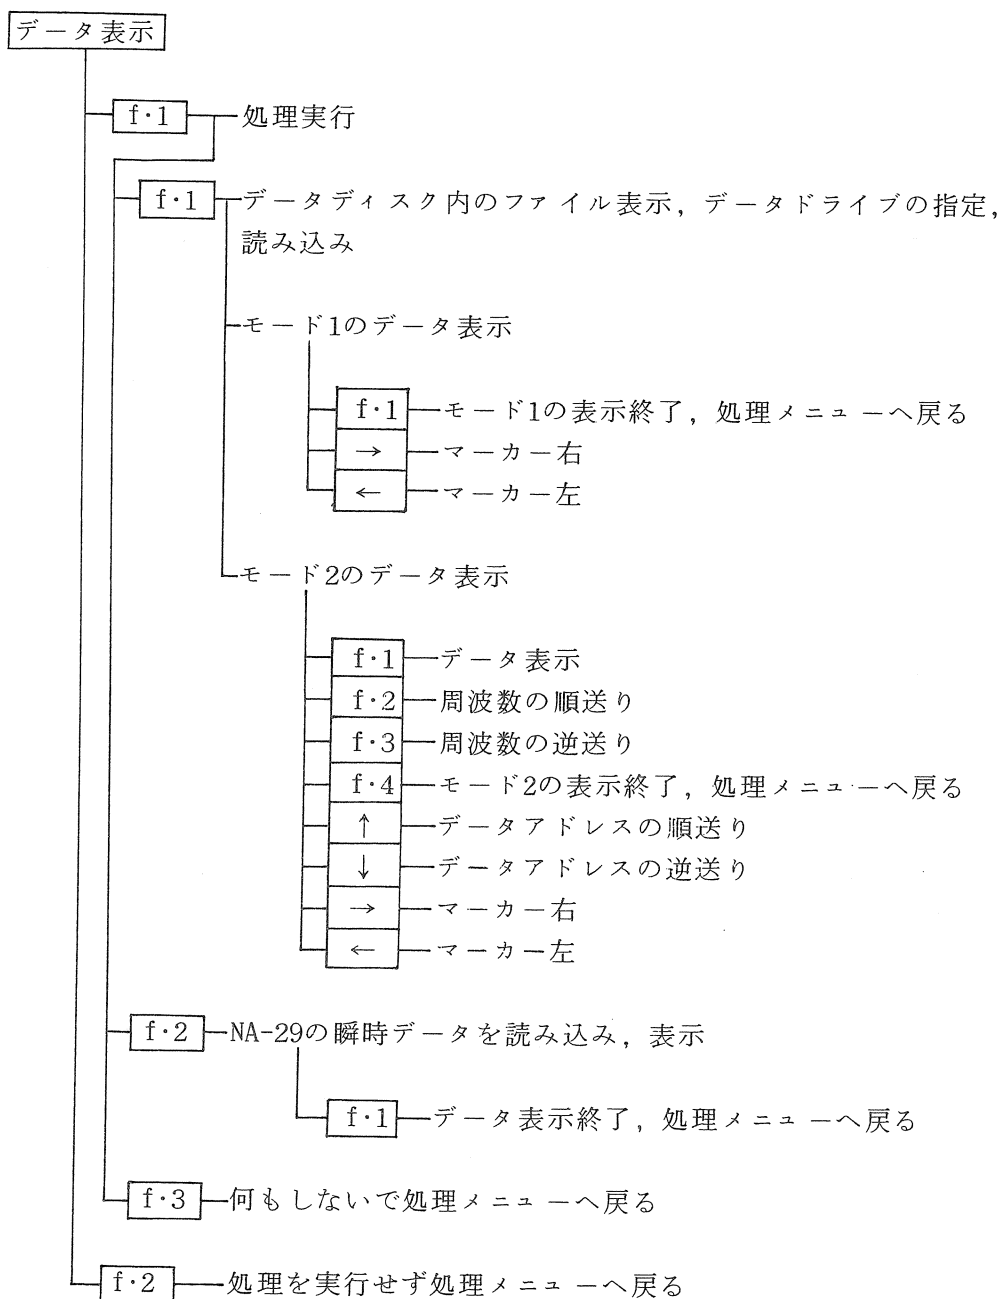 データ表示
f·1 処理実行
f·1 データディスク内のファイル表示，データドライブの指定，
読み込み
モード1のデータ表示
f·1 モード1の表示終了，処理メニューへ戻る
→ マーカー右
← マーカー左
モード2のデータ表示
f·1 データ表示
f·2 周波数の順送り
f·3 周波数の逆送り
f·4 モード2の表示終了，処理メニューへ戻る
↑ データアドレスの順送り
↓ データアドレスの逆送り
→ マーカー右
← マーカー左
f·2 NA-29の瞬時データを読み込み，表示
f·1 データ表示終了，処理メニューへ戻る
f·3 何もしないで処理メニューへ戻る
f·2 処理を実行せず処理メニューへ戻る